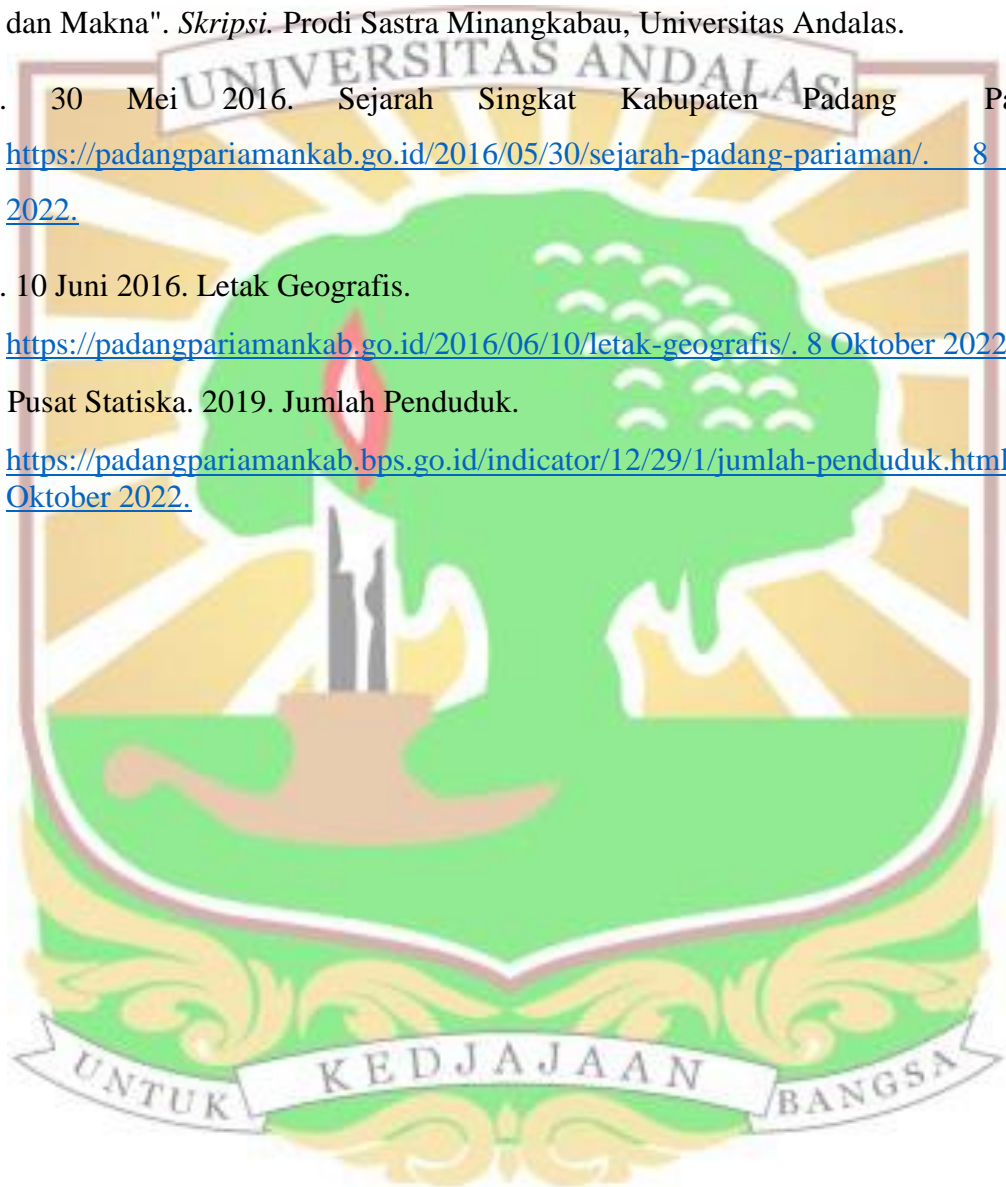 dan Makna". Skripsi. Prodi Sastra Minangkabau, Universitas Andalas.
UNIVERSITAS ANDALAS
. 30 Mei 2016. Sejarah Singkat Kabupaten Padang Pa
https://padangpariamankab.go.id/2016/05/30/sejarah-padang-pariaman/. 8
2022.
. 10 Juni 2016. Letak Geografis.
https://padangpariamankab.go.id/2016/06/10/letak-geografis/. 8 Oktober 2022
Pusat Statiska. 2019. Jumlah Penduduk.
https://padangpariamankab.bps.go.id/indicator/12/29/1/jumlah-penduduk.html
Oktober 2022.
UNTUK KEDJAJAAN BANGSA